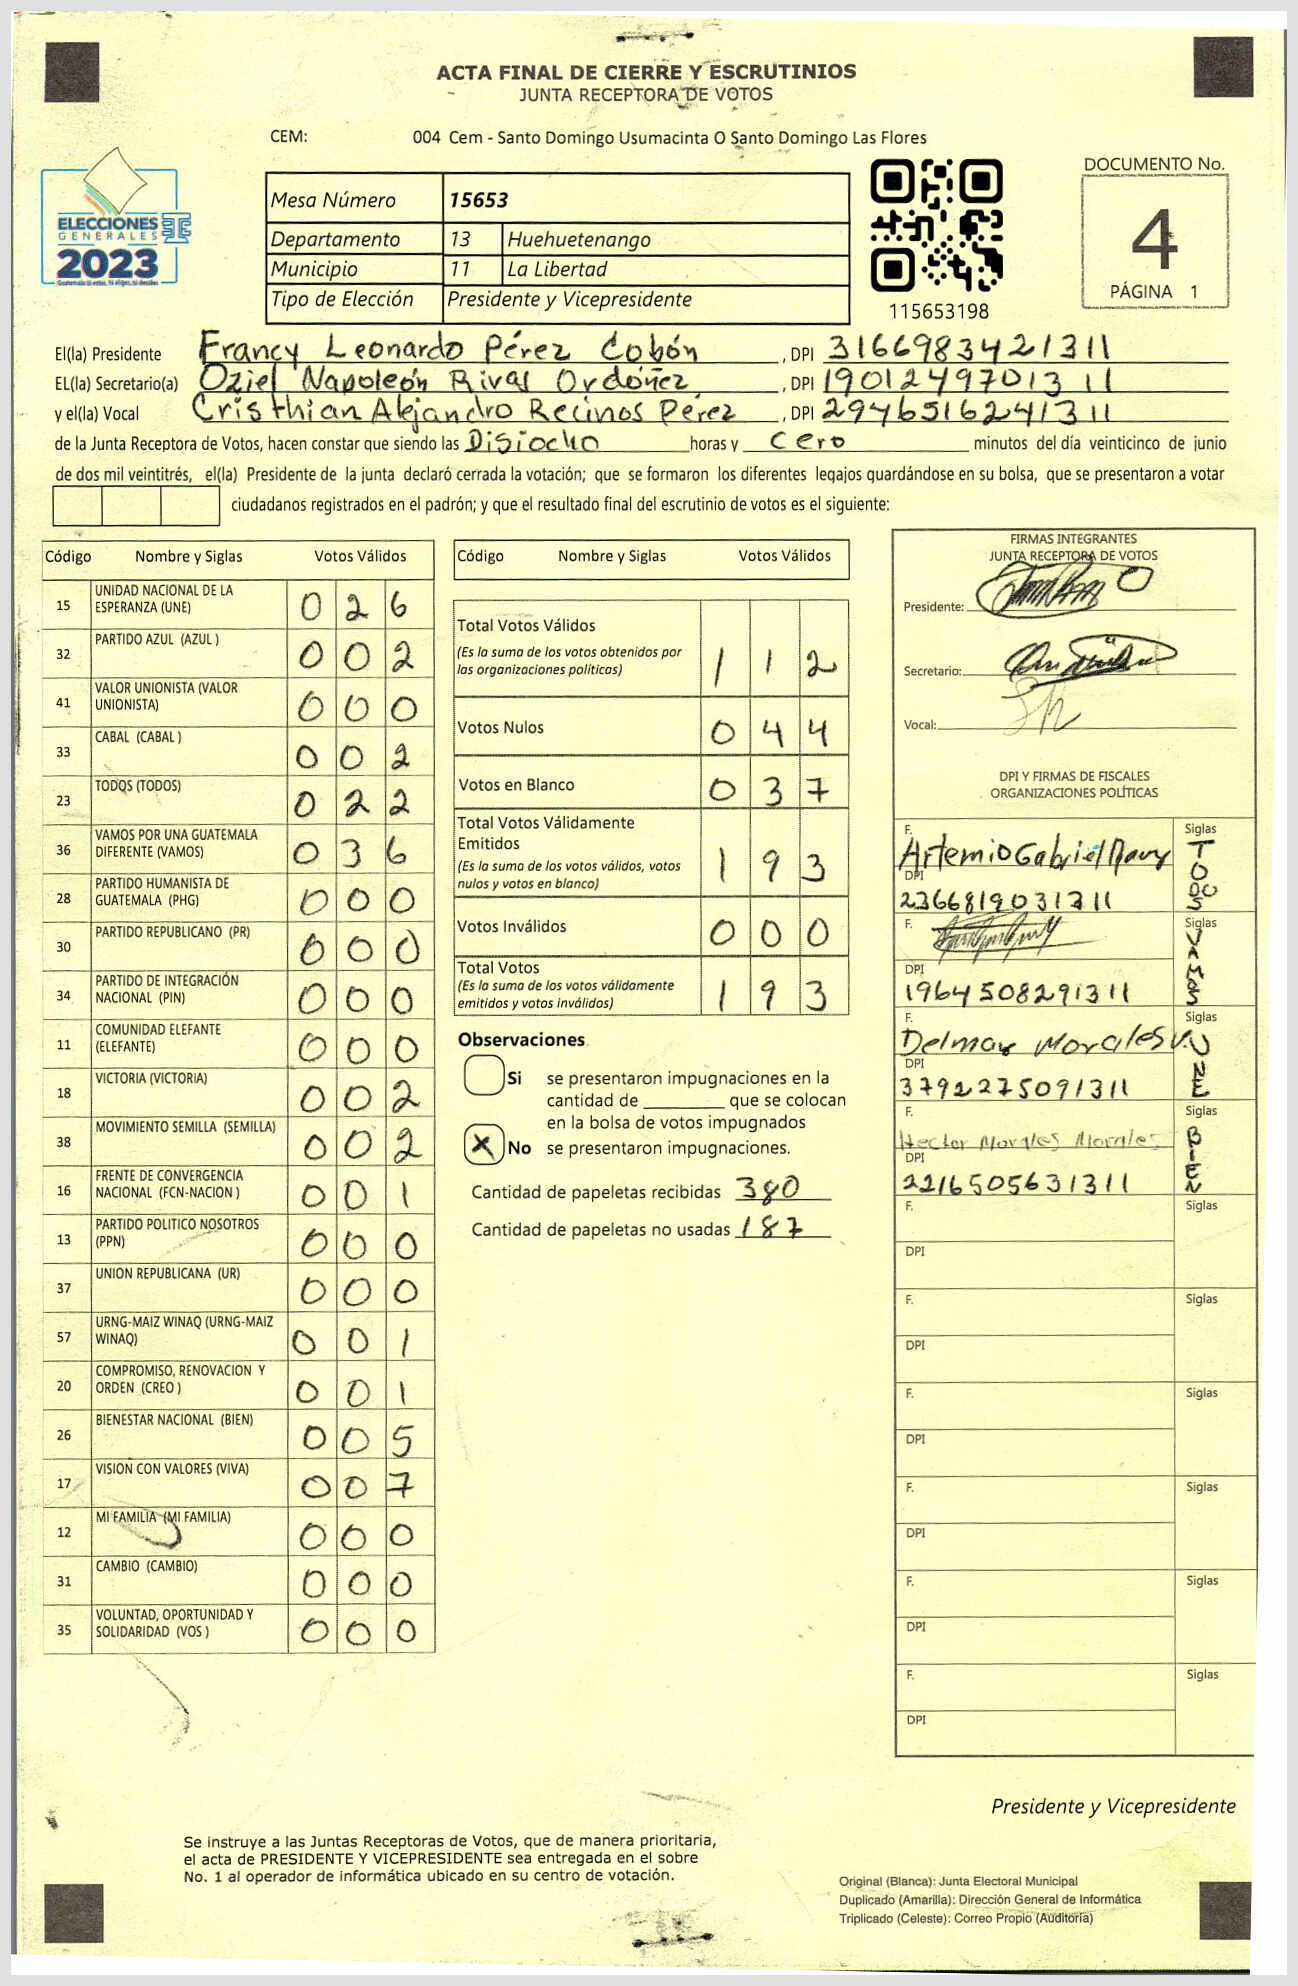 ACTA FINAL DE CIERRE Y ESCRUTINIOS
JUNTA RECEPTORA DE VOTOS
CEM: 004 Cem - Santo Domingo Usumacinta O Santo Domingo Las Flores
ELECCIONES
GENERALES
2023
Mesa Número 15653
Departamento 13 Huehuetenango
Municipio 11 La Libertad
Tipo de Elección Presidente y Vicepresidente
115653198
DOCUMENTO No.
4
PÁGINA 1
El(la) Presidente Francy Leonardo Pérez Cobón, DPI 3166983421311
EL(la) Secretario(a) Oziel Napoleón Rivas Ordóñez, DPI 1901249701311
y el(la) Vocal Cristhian Alejandro Recinos Pérez, DPI 2946516241311
de la Junta Receptora de Votos, hacen constar que siendo las Disiocho horas y cero minutos del día veinticinco de junio
de dos mil veintitrés, el(la) Presidente de la junta declaró cerrada la votación; que se formaron los diferentes legajos guardándose en su bolsa, que se presentaron a votar
ciudadanos registrados en el padrón; y que el resultado final del escrutinio de votos es el siguiente:
Código Nombre y Siglas Votos Válidos
15 UNIDAD NACIONAL DE LA ESPERANZA (UNE) 0 2 6
32 PARTIDO AZUL (AZUL ) 0 0 2
41 VALOR UNIONISTA (VALOR UNIONISTA) 0 0 0
33 CABAL (CABAL ) 0 0 2
23 TODOS (TODOS) 0 2 2
36 VAMOS POR UNA GUATEMALA DIFERENTE (VAMOS) 0 3 6
28 PARTIDO HUMANISTA DE GUATEMALA (PHG) 0 0 0
30 PARTIDO REPUBLICANO (PR) 0 0 0
34 PARTIDO DE INTEGRACIÓN NACIONAL (PIN) 0 0 0
11 COMUNIDAD ELEFANTE (ELEFANTE) 0 0 0
18 VICTORIA (VICTORIA) 0 0 2
38 MOVIMIENTO SEMILLA (SEMILLA) 0 0 2
16 FRENTE DE CONVERGENCIA NACIONAL (FCN-NACION ) 0 0 1
13 PARTIDO POLITICO NOSOTROS (PPN) 0 0 0
37 UNION REPUBLICANA (UR) 0 0 0
57 URNG-MAIZ WINAQ (URNG-MAIZ WINAQ) 0 0 1
20 COMPROMISO, RENOVACION Y ORDEN (CREO ) 0 0 1
26 BIENESTAR NACIONAL (BIEN) 0 0 5
17 VISION CON VALORES (VIVA) 0 0 7
12 MI FAMILIA (MI FAMILIA) 0 0 0
31 CAMBIO (CAMBIO) 0 0 0
35 VOLUNTAD, OPORTUNIDAD Y SOLIDARIDAD (VOS ) 0 0 0
Código Nombre y Siglas Votos Válidos
Total Votos Válidos 1 1 2
(Es la suma de los votos obtenidos por
las organizaciones políticas)
Votos Nulos 0 4 4
Votos en Blanco 0 3 7
Total Votos Válidamente
Emitidos 1 9 3
(Es la suma de los votos válidos, votos
nulos y votos en blanco)
Votos Inválidos 0 0 0
Total Votos 1 9 3
(Es la suma de los votos válidamente
emitidos y votos inválidos)
Observaciones
Si se presentaron impugnaciones en la
cantidad de ________ que se colocan
en la bolsa de votos impugnados
X No se presentaron impugnaciones.
Cantidad de papeletas recibidas 380
Cantidad de papeletas no usadas 187
FIRMAS INTEGRANTES
JUNTA RECEPTORA DE VOTOS
Presidente:
Secretario:
Vocal:
DPI Y FIRMAS DE FISCALES
ORGANIZACIONES POLÍTICAS
F. Artemio Gabriel Siglas TODOS
DPI 2366819031311
F. Siglas VAMOS
DPI 1964508291311
F. Delmar Morales V. Siglas UNE
DPI 3792275091311
F. Hector Morales Morales Siglas BIEN
DPI 2216505631311
F. Siglas
DPI
F. Siglas
DPI
F. Siglas
DPI
F. Siglas
DPI
F. Siglas
DPI
F. Siglas
DPI
Presidente y Vicepresidente
Se instruye a las Juntas Receptoras de Votos, que de manera prioritaria,
el acta de PRESIDENTE Y VICEPRESIDENTE sea entregada en el sobre
No. 1 al operador de informática ubicado en su centro de votación.
Original (Blanca): Junta Electoral Municipal
Duplicado (Amarilla): Dirección General de Informática
Triplicado (Celeste): Correo Propio (Auditoría)